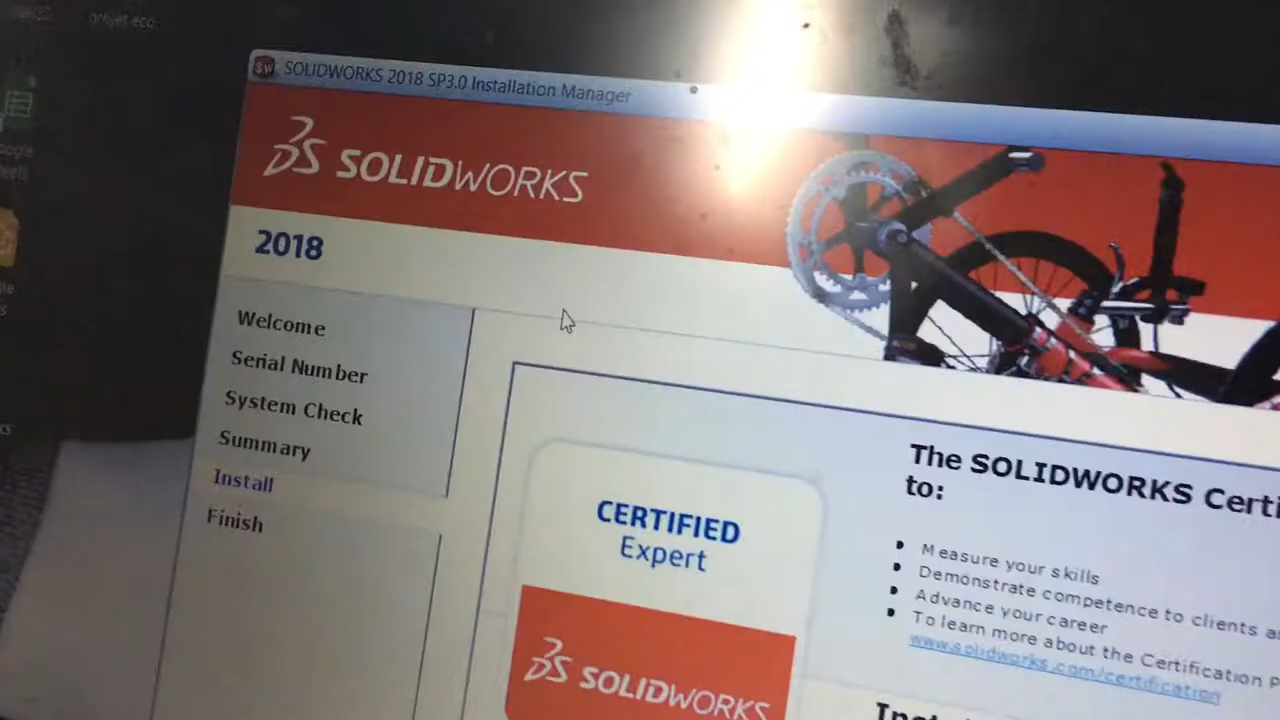 projet eco
SOLIDWORKS 2018 SP3.0 Installation Manager
SOLIDWORKS
2018
Welcome
Serial Number
System Check
Summary
Install
Finish
CERTIFIED
Expert
SOLIDWORKS
The SOLIDWORKS Certi
to:
Measure your skills
Demonstrate competence to clients a
Advance your career
To learn more about the Certification P
www.solidworks.com/certification